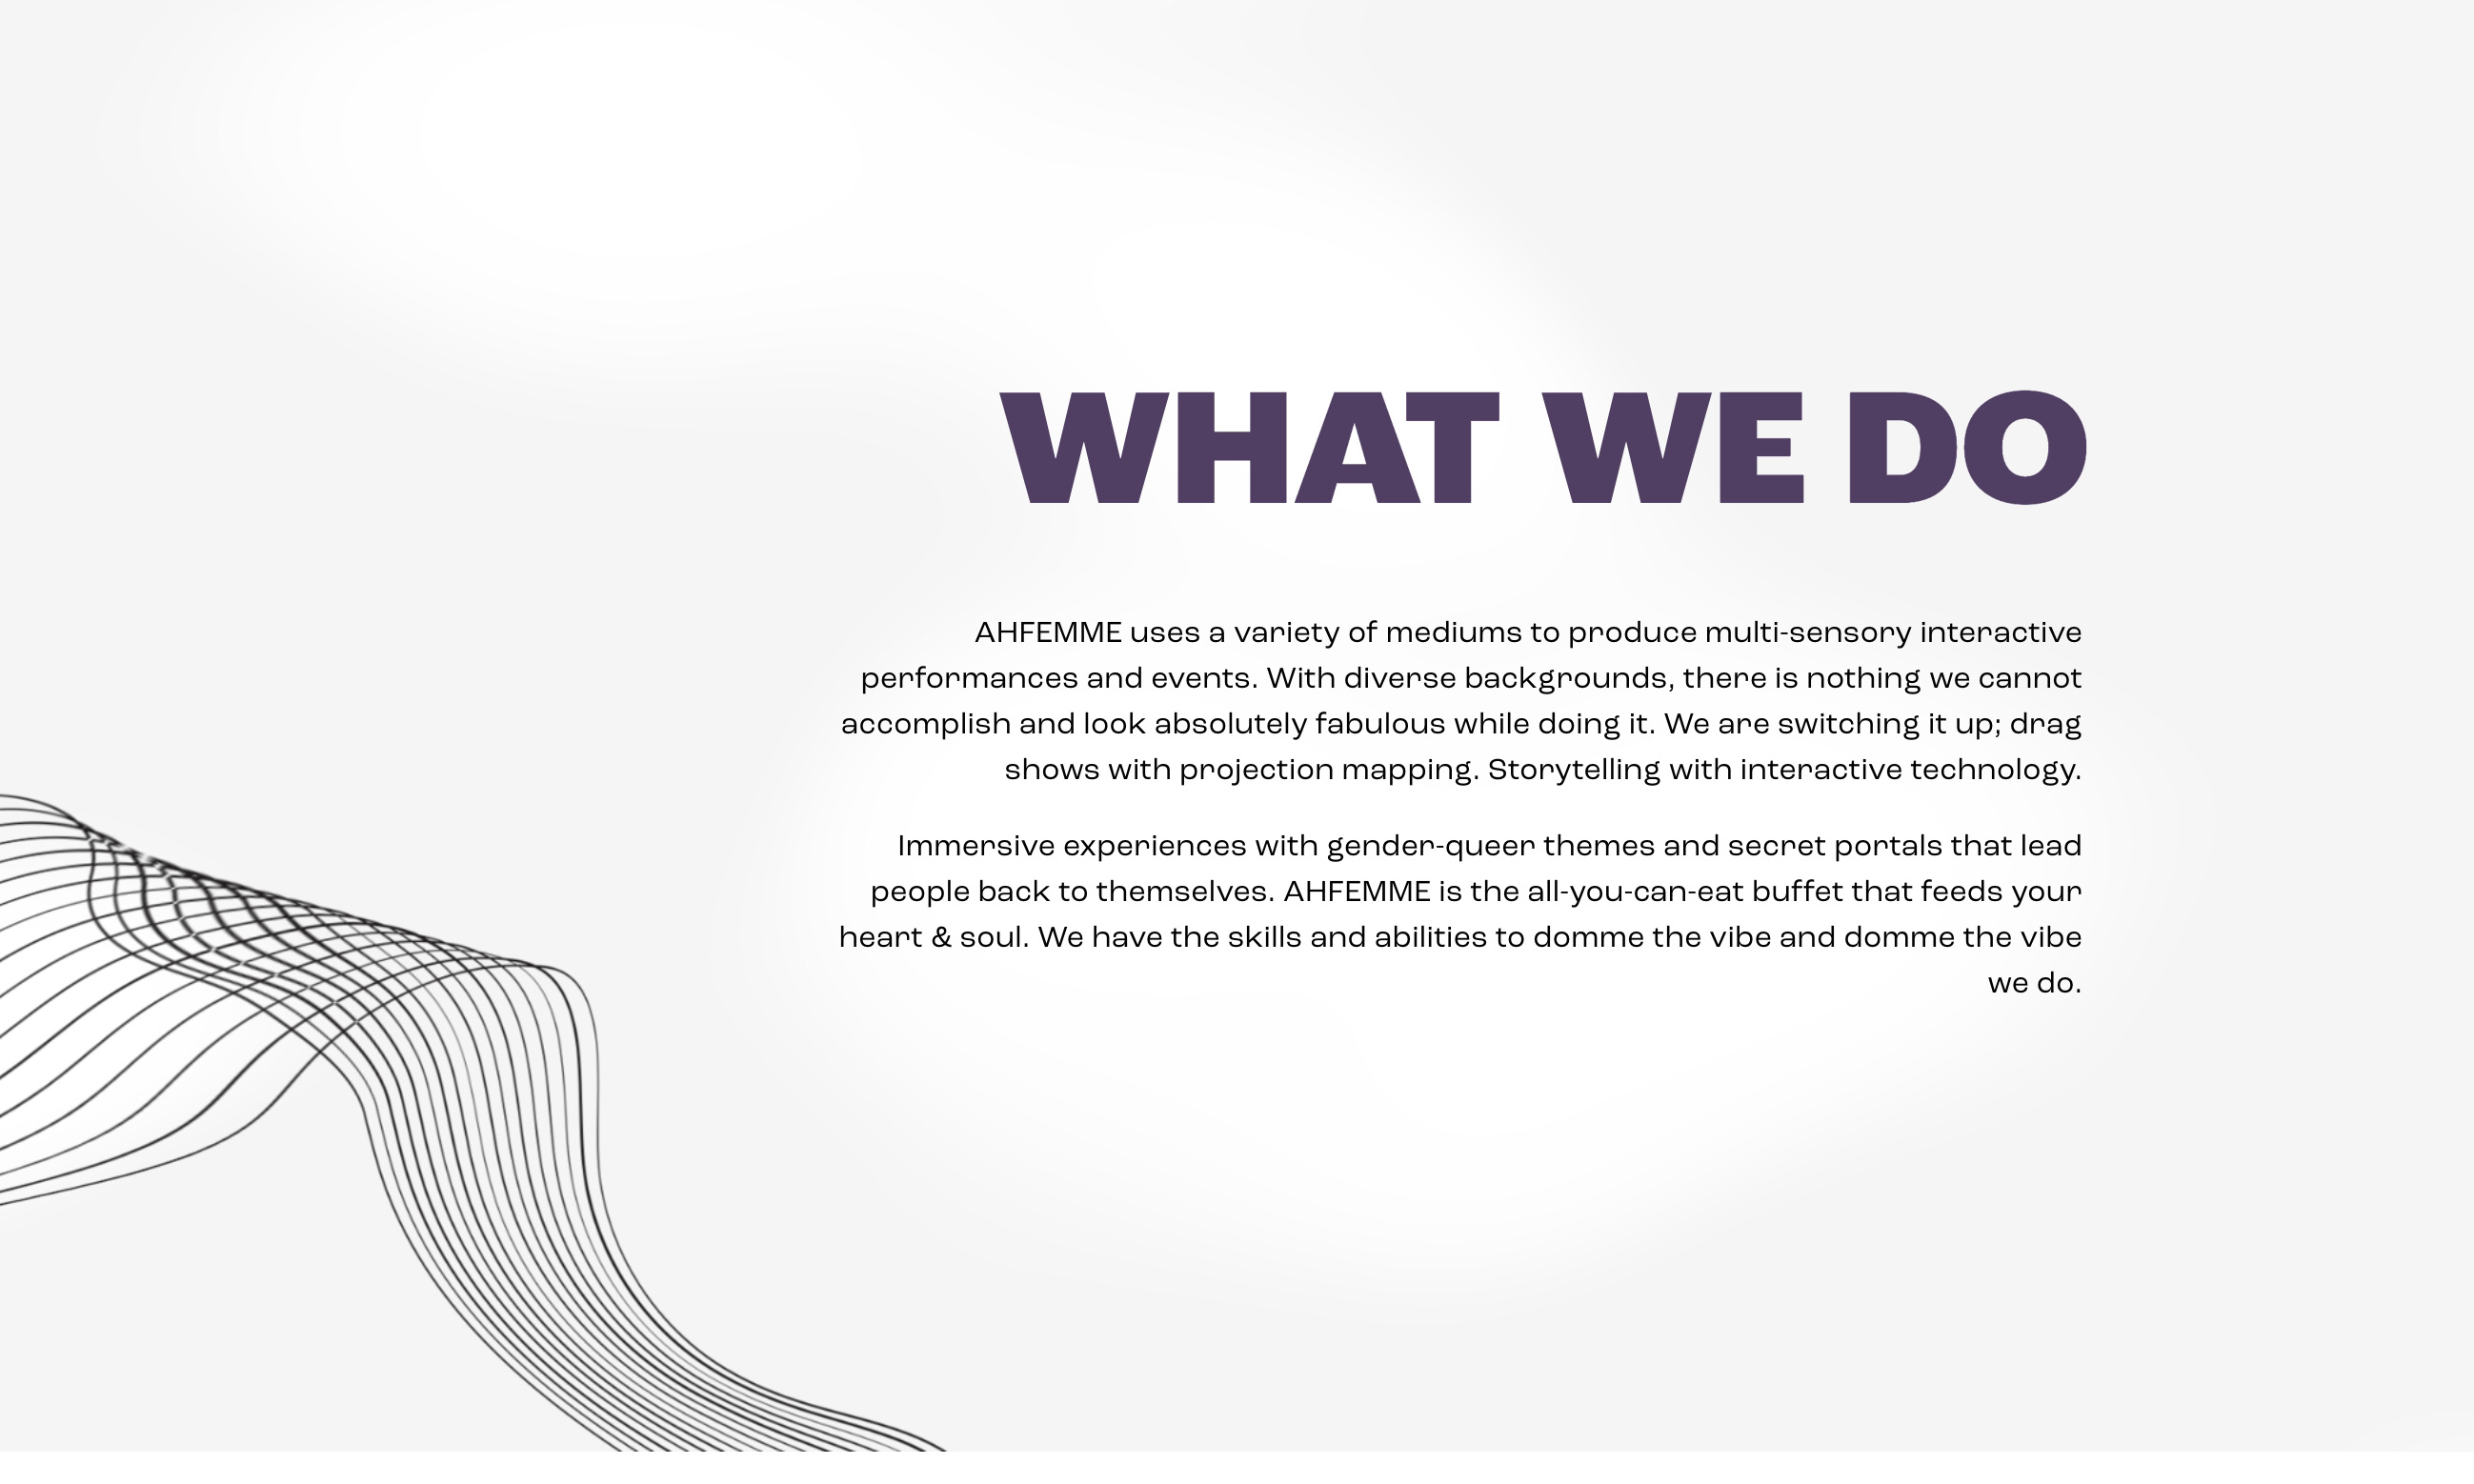 WHAT WE DO
AHFEMME uses a variety of mediums to produce multi-sensory interactive
performances and events. With diverse backgrounds, there is nothing we cannot
accomplish and look absolutely fabulous while doing it. We are switching it up; drag
shows with projection mapping. Storytelling with interactive technology.
Immersive experiences with gender-queer themes and secret portals that lead
people back to themselves. AHFEMME is the all-you-can-eat buffet that feeds your
heart & soul. We have the skills and abilities to domme the vibe and domme the vibe
we do.